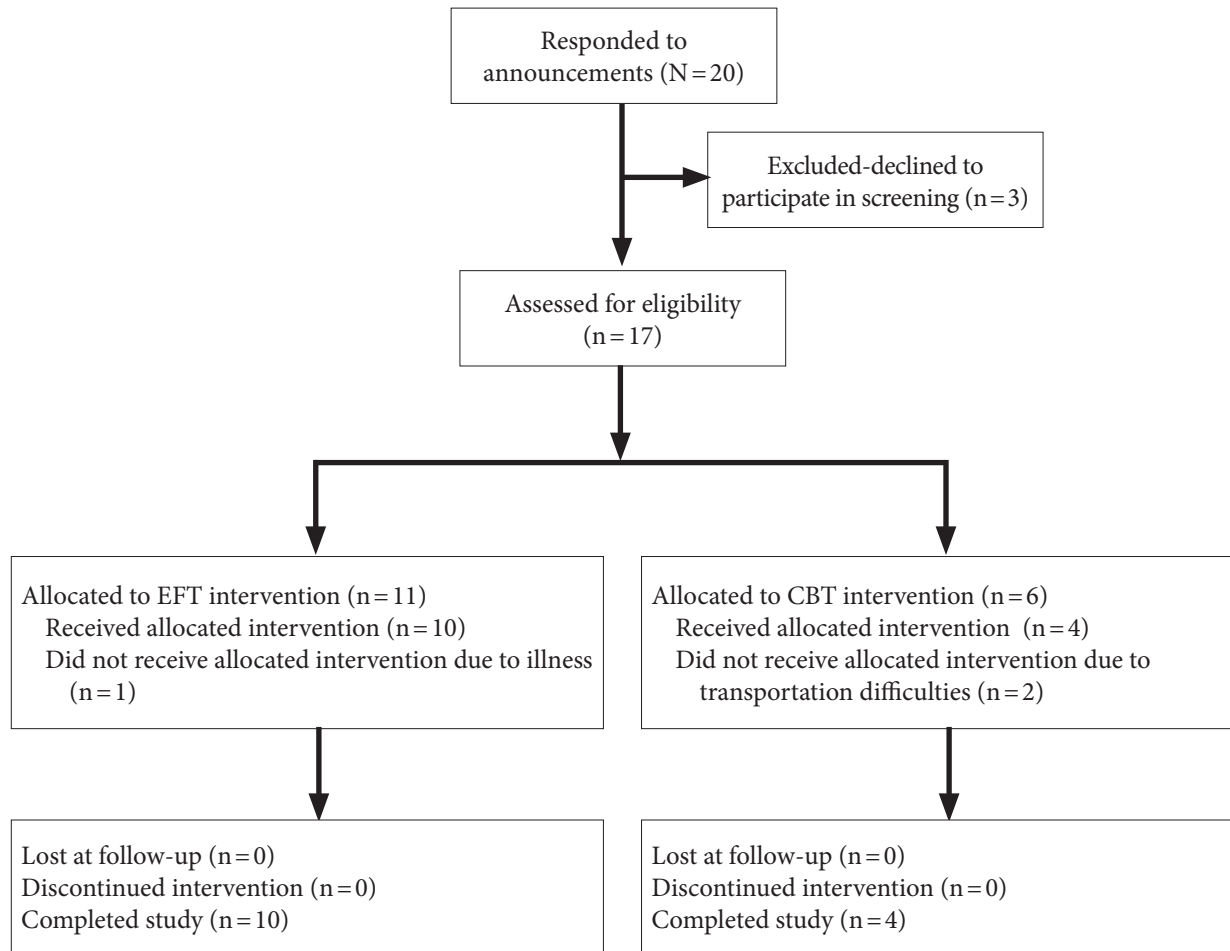 Responded to
announcements (N = 20)
Excluded-declined to
participate in screening (n = 3)
Assessed for eligibility
(n = 17)
Allocated to EFT intervention (n = 11)
Received allocated intervention (n = 10)
Did not receive allocated intervention due to illness
(n = 1)
Allocated to CBT intervention (n = 6)
Received allocated intervention (n = 4)
Did not receive allocated intervention due to
transportation difficulties (n = 2)
Lost at follow-up (n = 0)
Discontinued intervention (n = 0)
Completed study (n = 10)
Lost at follow-up (n = 0)
Discontinued intervention (n = 0)
Completed study (n = 4)